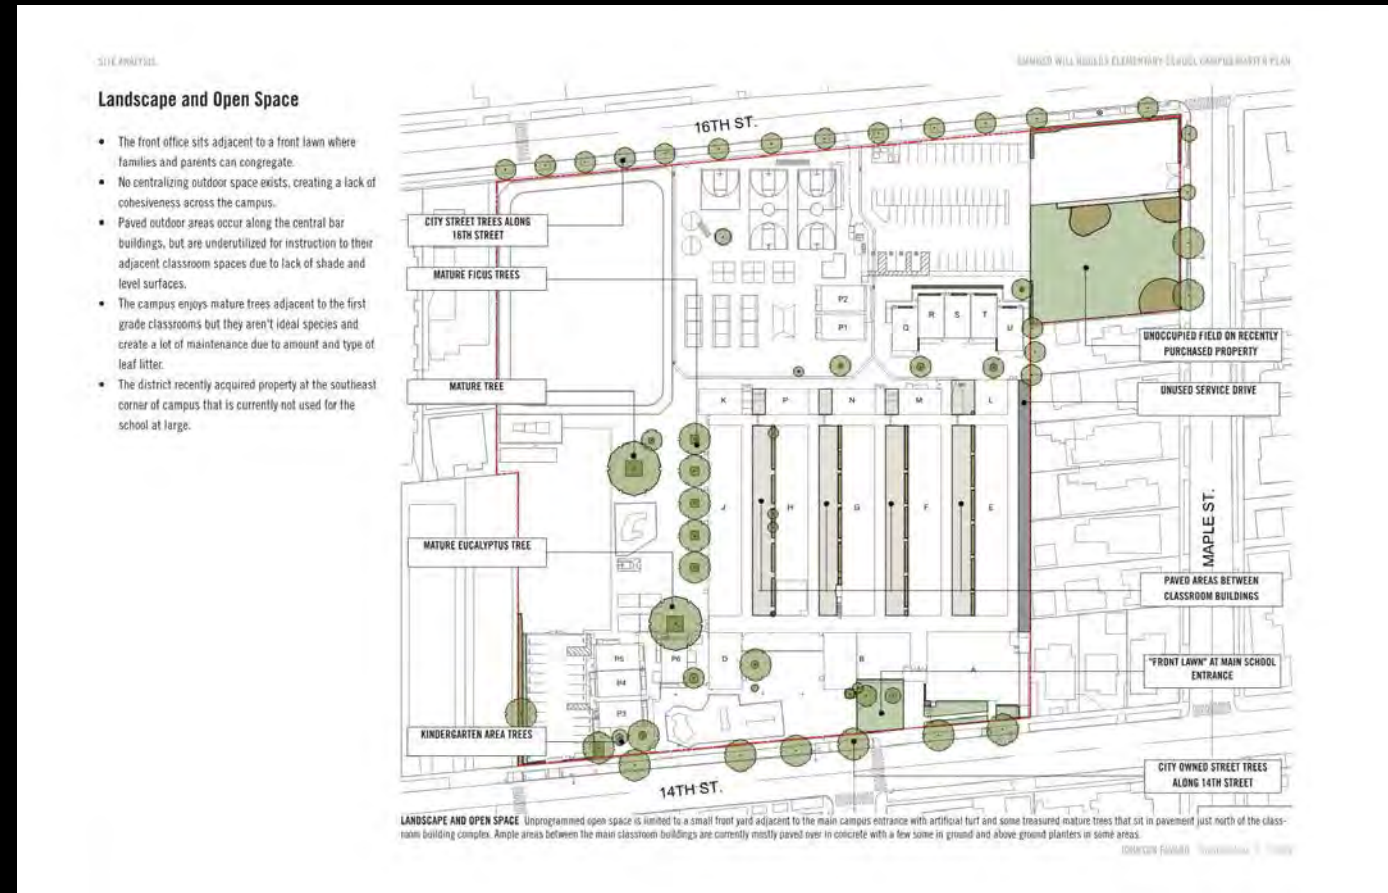 SITE ANALYSIS
WILL ROGERS ELEMENTARY SCHOOL CAMPUS MASTER PLAN
Landscape and Open Space
• The front office sits adjacent to a front lawn where
families and parents can congregate.
• No centralizing outdoor space exists, creating a lack of
cohesiveness across the campus.
• Paved outdoor areas occur along the central bar
buildings, but are underutilized for instruction to their
adjacent classroom spaces due to lack of shade and
level surfaces.
• The campus enjoys mature trees adjacent to the first
grade classrooms but they aren't ideal species and
create a lot of maintenance due to amount and type of
leaf litter.
• The district recently acquired property at the southeast
corner of campus that is currently not used for the
school at large.
16TH ST.
CITY STREET TREES ALONG
16TH STREET
MATURE FICUS TREES
P2
P1
Q
R
S
T
U
UNOCCUPIED FIELD ON RECENTLY
PURCHASED PROPERTY
MATURE TREE
UNUSED SERVICE DRIVE
K
P
N
M
L
J
H
G
F
E
MAPLE ST.
MATURE EUCALYPTUS TREE
PAVED AREAS BETWEEN
CLASSROOM BUILDINGS
P5
P6
D
B
A
P4
P3
"FRONT LAWN" AT MAIN SCHOOL
ENTRANCE
KINDERGARTEN AREA TREES
CITY OWNED STREET TREES
ALONG 14TH STREET
14TH ST.
LANDSCAPE AND OPEN SPACE Unprogrammed open space is limited to a small front yard adjacent to the main campus entrance with artificial turf and some treasured mature trees that sit in pavement just north of the class-
room building complex. Ample areas between the main classroom buildings are currently mostly paved over in concrete with a few some in ground and above ground planters in some areas.
JOHNSON FAVARO